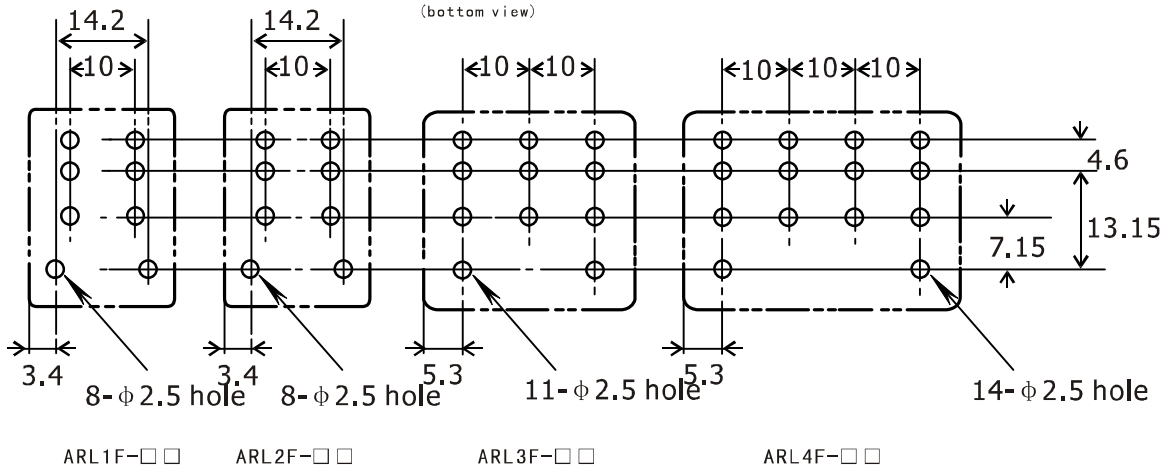 (bottom view)
14.2
14.2
10
10
10
10
10
10
10
4.6
13.15
7.15
3.4
3.4
5.3
5.3
8-φ2.5 hole
8-φ2.5 hole
11-φ2.5 hole
14-φ2.5 hole
ARL1F-□□
ARL2F-□□
ARL3F-□□
ARL4F-□□